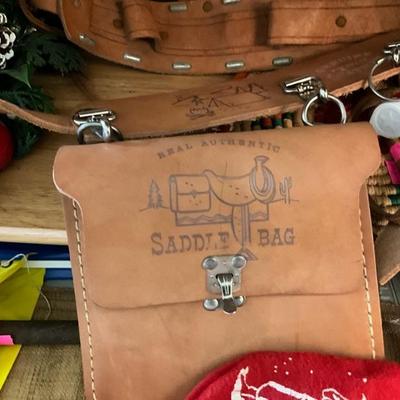 REAL AUTHENTIC
SADDLE BAG